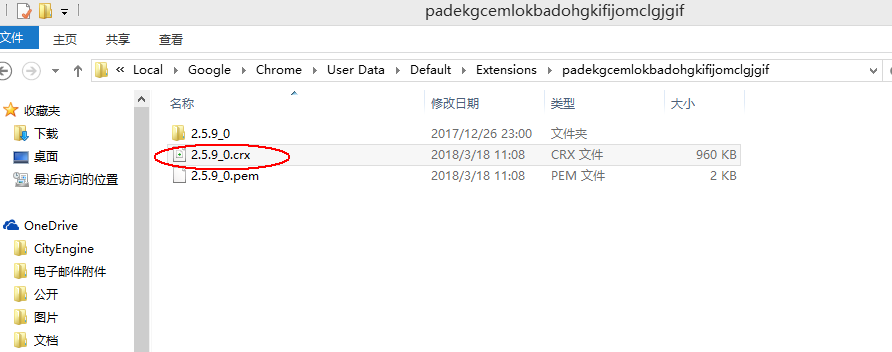 padekgcemlokbadohgkifijomclgjgif
文件 主页 共享 查看
« Local Google Chrome User Data Default Extensions padekgcemlokbadohgkifijomclgjgif
收藏夹
下载
桌面
最近访问的位置
OneDrive
CityEngine
电子邮件附件
公开
图片
文档
名称 修改日期 类型 大小
2.5.9_0 2017/12/26 23:00 文件夹
2.5.9_0.crx 2018/3/18 11:08 CRX 文件 960 KB
2.5.9_0.pem 2018/3/18 11:08 PEM 文件 2 KB